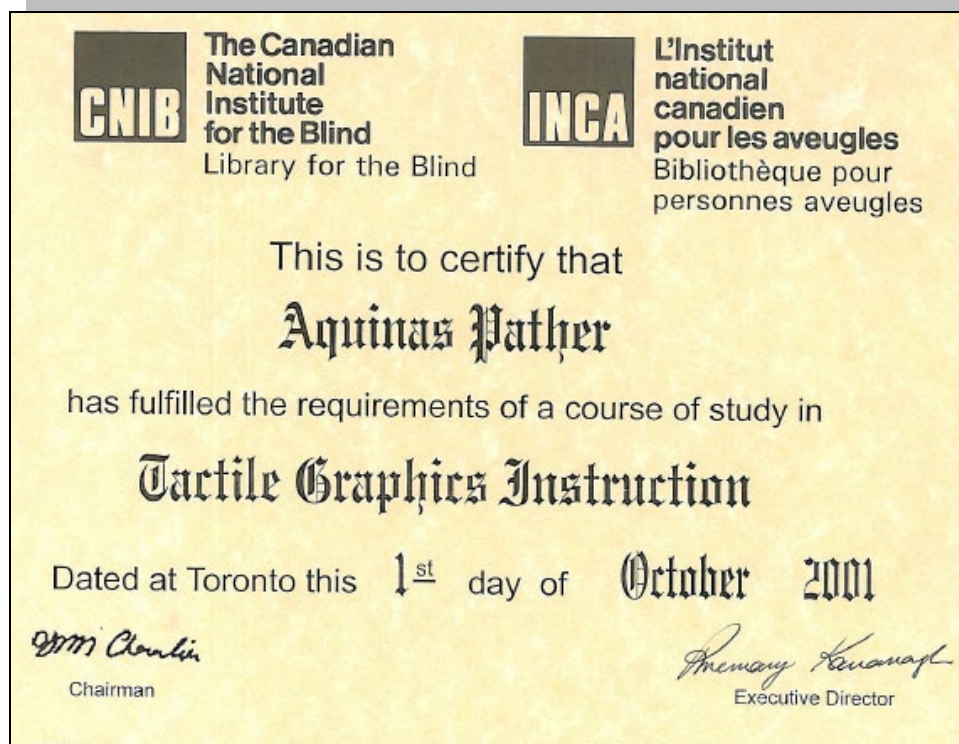 CNIB
The Canadian
National
Institute
for the Blind
Library for the Blind
INCA
L'Institut
national
canadien
pour les aveugles
Bibliothèque pour
personnes aveugles
This is to certify that
Aquinas Pather
has fulfilled the requirements of a course of study in
Tactile Graphics Instruction
Dated at Toronto this 1st day of October 2001
Chairman
Executive Director